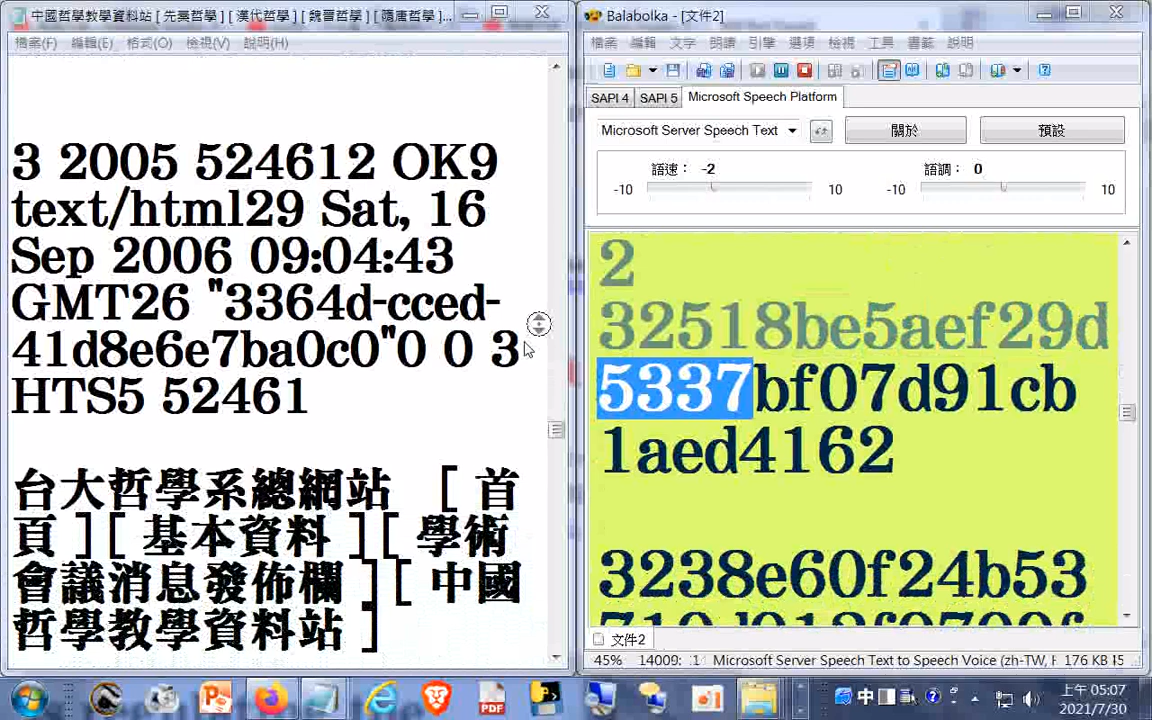 中國哲學教學資料站 [ 先秦哲學 ] [ 漢代哲學 ] [ 魏晉哲學 ] [ 隋唐哲學 ]...
檔案(F) 編輯(E) 格式(O) 檢視(V) 說明(H)
3 2005 524612 OK9
text/html29 Sat, 16
Sep 2006 09:04:43
GMT26 "3364d-cced-
41d8e6e7ba0c0"0 0 3
HTS5 52461
台大哲學系總網站 [ 首
頁 ][ 基本資料 ][ 學術
會議消息發佈欄 ][ 中國
哲學教學資料站 ]
Balabolka - [文件2]
檔案 編輯 文字 朗讀 引擎 選項 檢視 工具 書籤 說明
SAPI 4 SAPI 5 Microsoft Speech Platform
Microsoft Server Speech Text 關於 預設
語速： -2 語調： 0
-10 10 -10 10
2
32518be5aef29d
5337bf07d91cb
1aed4162
3238e60f24b53
文件2
45% 14009: 1 Microsoft Server Speech Text to Speech Voice (zh-TW, H 176 KB
PDF
中
上午 05:07
2021/7/30